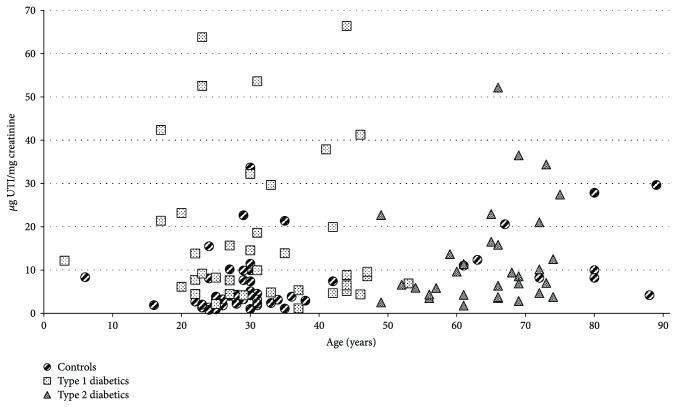 70
60
50
40
30
20
10
0
μg UTI/mg creatinine
0 10 20 30 40 50 60 70 80 90
Age (years)
Controls
Type 1 diabetics
Type 2 diabetics